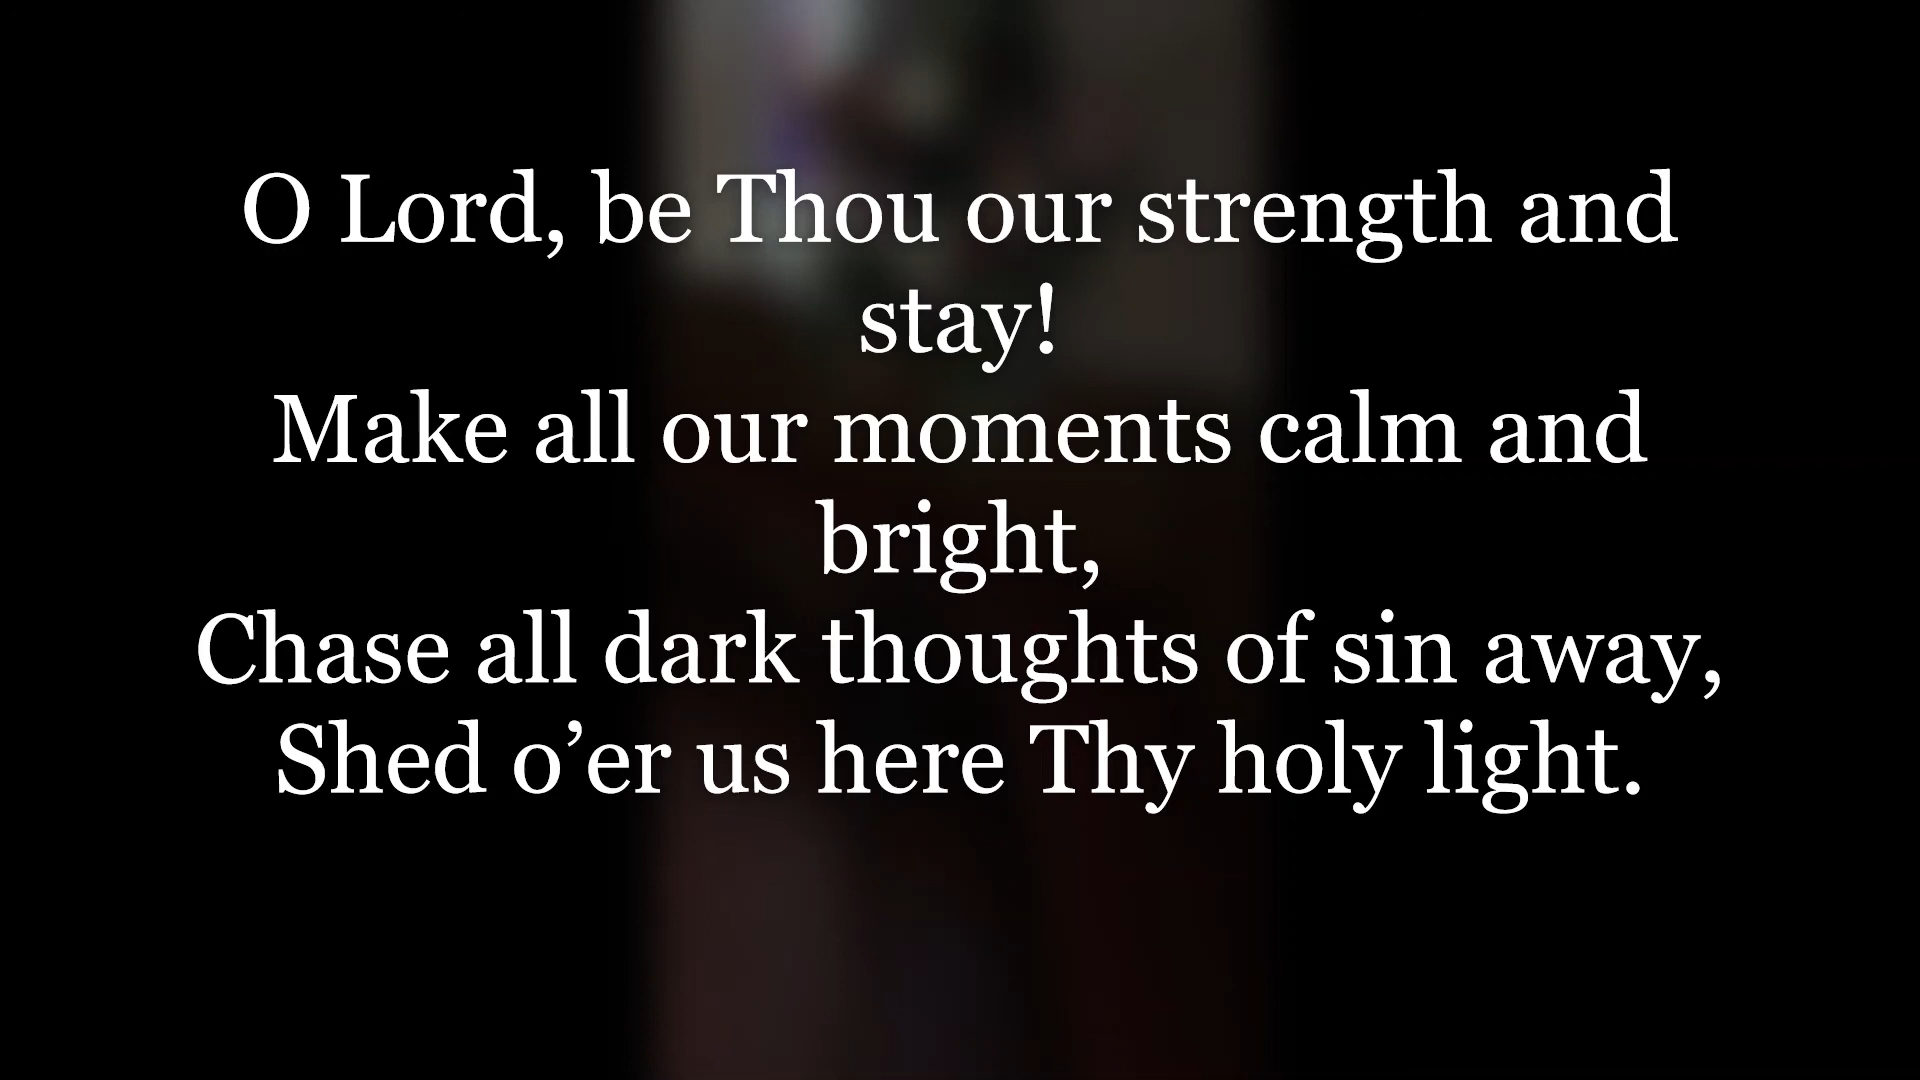 O Lord, be Thou our strength and
stay!
Make all our moments calm and
bright,
Chase all dark thoughts of sin away,
Shed o’er us here Thy holy light.